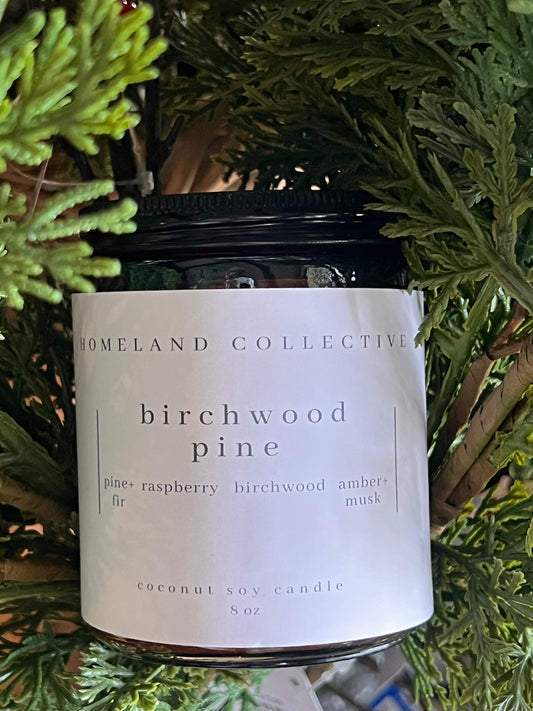 HOMELAND COLLECTIVE
birchwood
pine
pine+ raspberry birchwood amber+
fir musk
coconut soy candle
8 oz